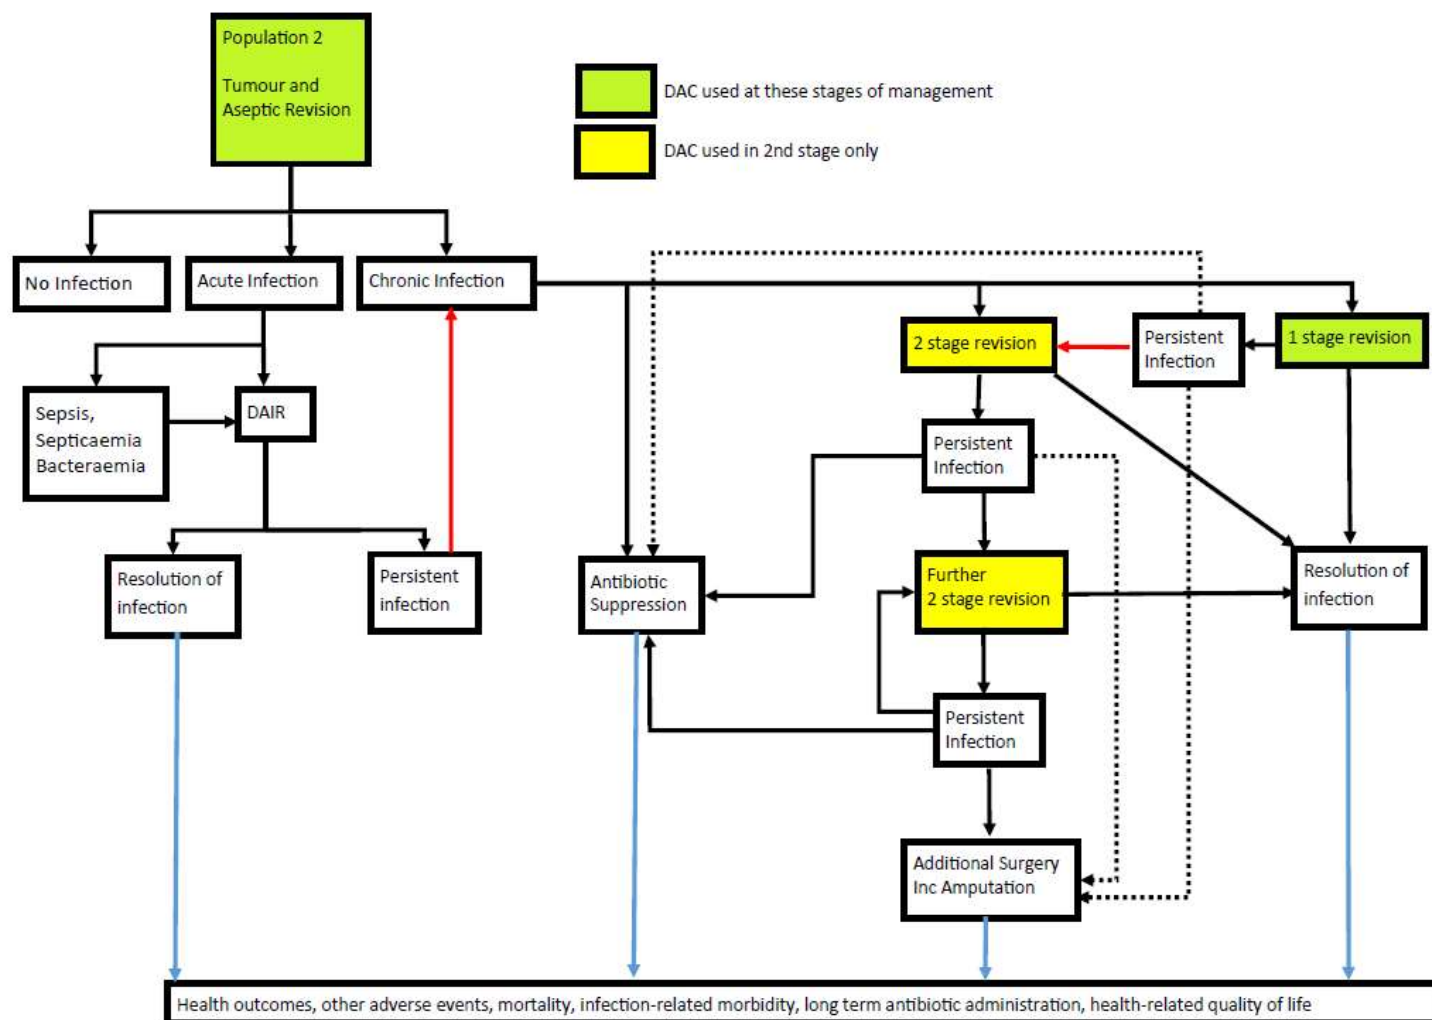 Population 2
Tumour and
Aseptic Revision
DAC used at these stages of management
DAC used in 2nd stage only
No Infection
Acute Infection
Chronic Infection
2 stage revision
Persistent
Infection
1 stage revision
Sepsis,
Septicaemia
Bacteraemia
DAIR
Persistent
Infection
Resolution of
infection
Persistent
infection
Antibiotic
Suppression
Further
2 stage revision
Resolution of
infection
Persistent
Infection
Additional Surgery
Inc Amputation
Health outcomes, other adverse events, mortality, infection-related morbidity, long term antibiotic administration, health-related quality of life